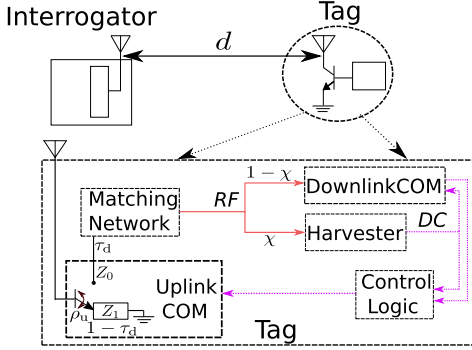 Interrogator
Tag
d
1 − χ
DownlinkCOM
RF
Matching
Network
DC
χ
Harvester
τd
Z0
Uplink
COM
Control
Logic
ρu
Z1
1 − τd
Tag